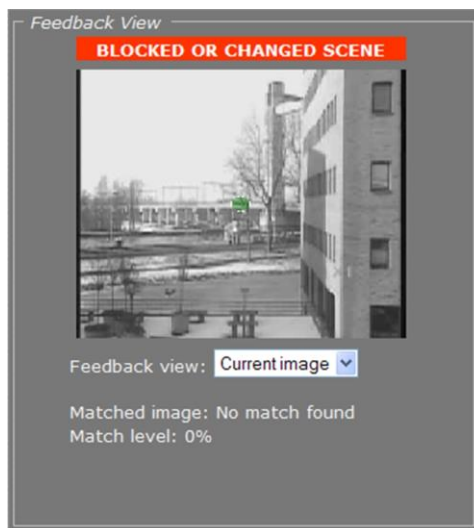 Feedback View
BLOCKED OR CHANGED SCENE
Feedback view: Current image
Matched image: No match found
Match level: 0%